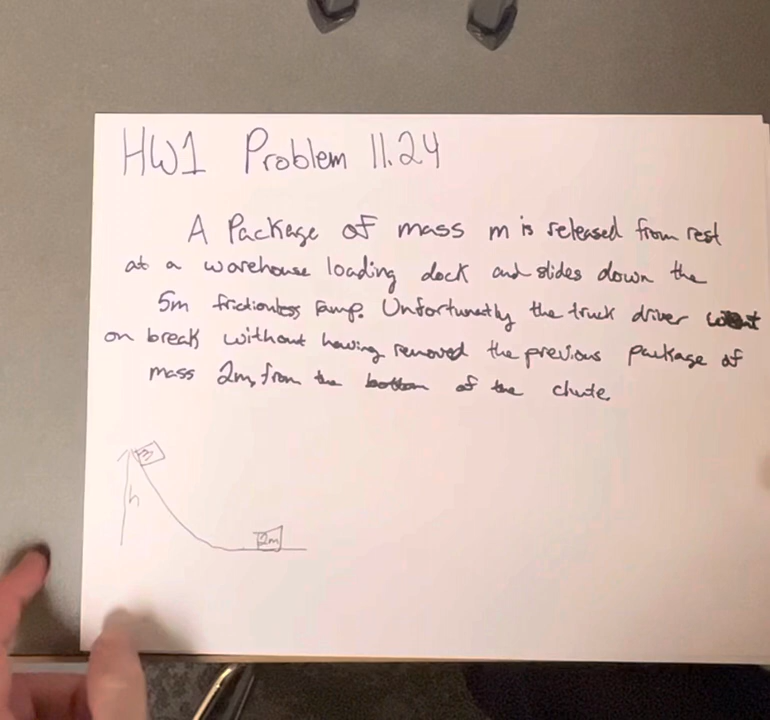 HW1 Problem 11.24
A Package of mass m is released from rest
at a warehouse loading dock and slides down the
5m frictionless ramp. Unfortunatly the truck driver went
on break without having removed the previous package of
mass 2m, from the bottom of the chute.
m
h
2m